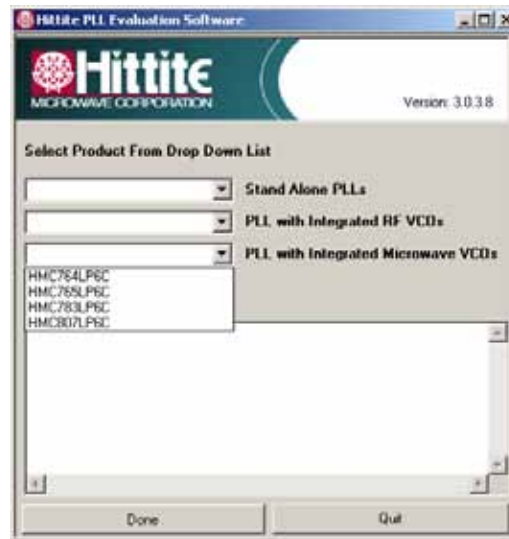 Hittite PLL Evaluation Software
Hittite
MICROWAVE CORPORATION
Version: 3.0.3.8
Select Product From Drop Down List
Stand Alone PLLs
PLL with Integrated RF VCOs
PLL with Integrated Microwave VCOs
HMC764LP6C
HMC765LP6C
HMC783LP6C
HMC807LP6C
Done
Quit